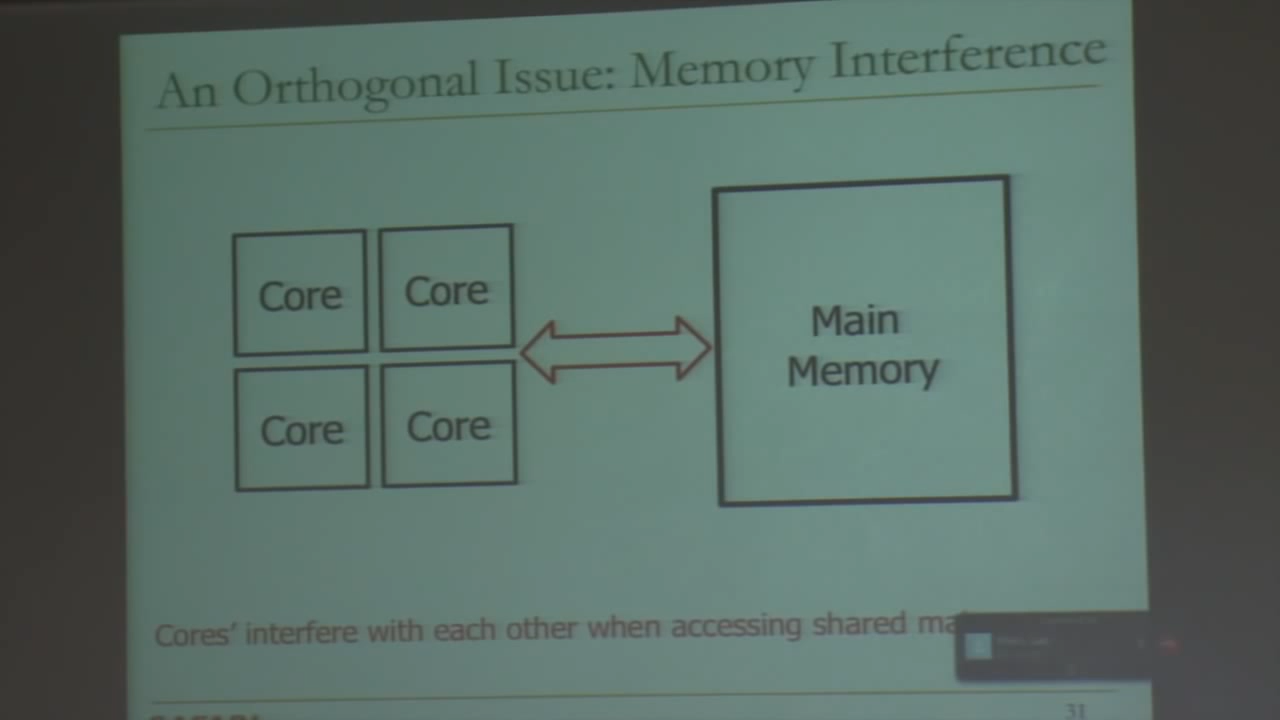 An Orthogonal Issue: Memory Interference
Core
Core
Core
Core
Main
Memory
Cores' interfere with each other when accessing shared
31